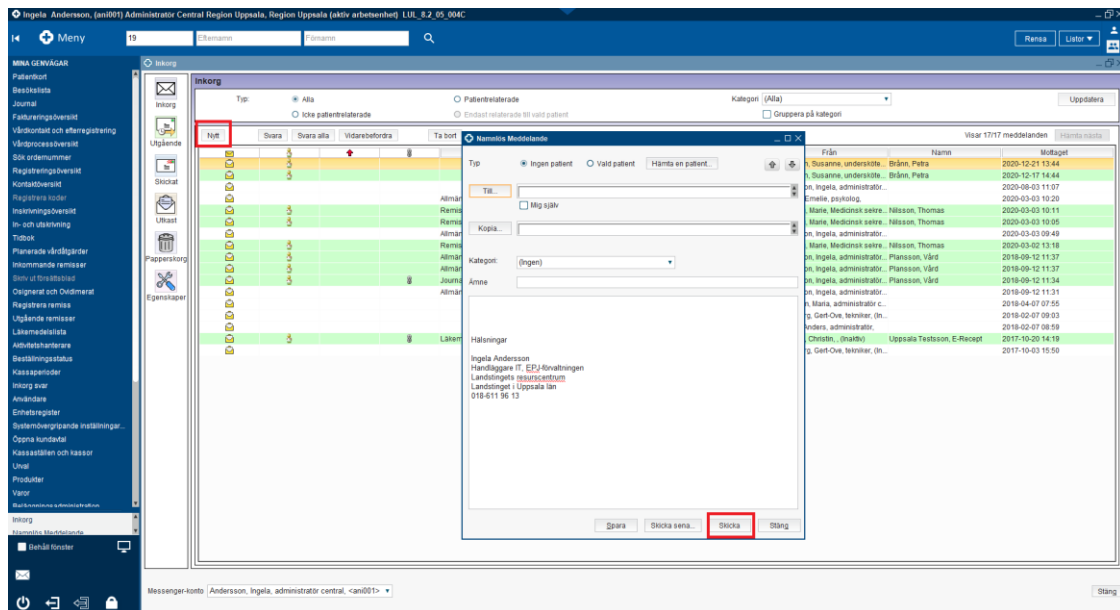 Ingela Andersson, (ani001) Administratör Central Region Uppsala, Region Uppsala (aktiv arbetsenhet) LUL_8.2_05_004C
Meny
19
Efternamn
Förnamn
Rensa
Listor
MINA GENVÄGAR
Patientkort
Besökslista
Journal
Faktureringsöversikt
Vårdkontakt och efterregistrering
Vårdprocessöversikt
Sök ordernummer
Registreringsöversikt
Kontaktöversikt
Registrera koder
Inskrivningsöversikt
In- och utskrivning
Tidbok
Planerade vårdåtgärder
Inkommande remisser
Skriv ut försättsblad
Osignerat och Ovidimerat
Registrera remiss
Utgående remisser
Läkemedelslista
Aktivitetshanterare
Beställningsstatus
Kassaperioder
Inkorg svar
Användare
Enhetsregister
Systemövergripande inställningar...
Öppna kundavtal
Kassaställen och kassor
Urval
Produkter
Varor
Beläggningsadministration
Inkorg
Namnlös Meddelande
Behåll fönster
Inkorg
Inkorg
Utgående
Skickat
Utkast
Papperskorg
Egenskaper
Inkorg
Typ:
Alla
Patientrelaterade
Icke patientrelaterade
Endast relaterade till vald patient
Kategori (Alla)
Gruppera på kategori
Uppdatera
Nytt
Svara
Svara alla
Vidarebefordra
Ta bort
Visar 17/17 meddelanden
Hämta nästa
Från Namn Mottaget
n, Susanne, undersköte... Brånn, Petra 2020-12-21 13:44
n, Susanne, undersköte... Brånn, Petra 2020-12-17 14:44
on, Ingela, administratör... 2020-08-03 11:07
Allmär Emelie, psykolog, 2020-03-03 10:20
Remis , Marie, Medicinsk sekre... Nilsson, Thomas 2020-03-03 10:11
Remis , Marie, Medicinsk sekre... Nilsson, Thomas 2020-03-03 10:05
Allmär on, Ingela, administratör... 2020-03-03 09:49
Remis , Marie, Medicinsk sekre... Nilsson, Thomas 2020-03-02 13:18
Allmär on, Ingela, administratör... Plansson, Vård 2018-09-12 11:37
Allmär on, Ingela, administratör... Plansson, Vård 2018-09-12 11:37
Journa on, Ingela, administratör... Plansson, Vård 2018-09-12 11:34
Allmär on, Ingela, administratör... 2018-09-12 11:31
n, Maria, administratör c... 2018-04-07 07:55
rg, Gert-Ove, tekniker, (In... 2018-02-07 09:03
Anders, administratör, 2018-02-07 08:59
Läkem , Christin, , (Inaktiv) Uppsala Testsson, E-Recept 2017-10-20 14:19
rg, Gert-Ove, tekniker, (In... 2017-10-03 15:50
Namnlös Meddelande
Typ
Ingen patient
Vald patient
Hämta en patient...
Till...
Mig själv
Kopia...
Kategori: (Ingen)
Ämne
Hälsningar
Ingela Andersson
Handläggare IT, EPJ-förvaltningen
Landstingets resurscentrum
Landstinget i Uppsala län
018-611 96 13
Spara
Skicka sena...
Skicka
Stäng
Messenger-konto Andersson, Ingela, administratör central, <ani001>
Stäng